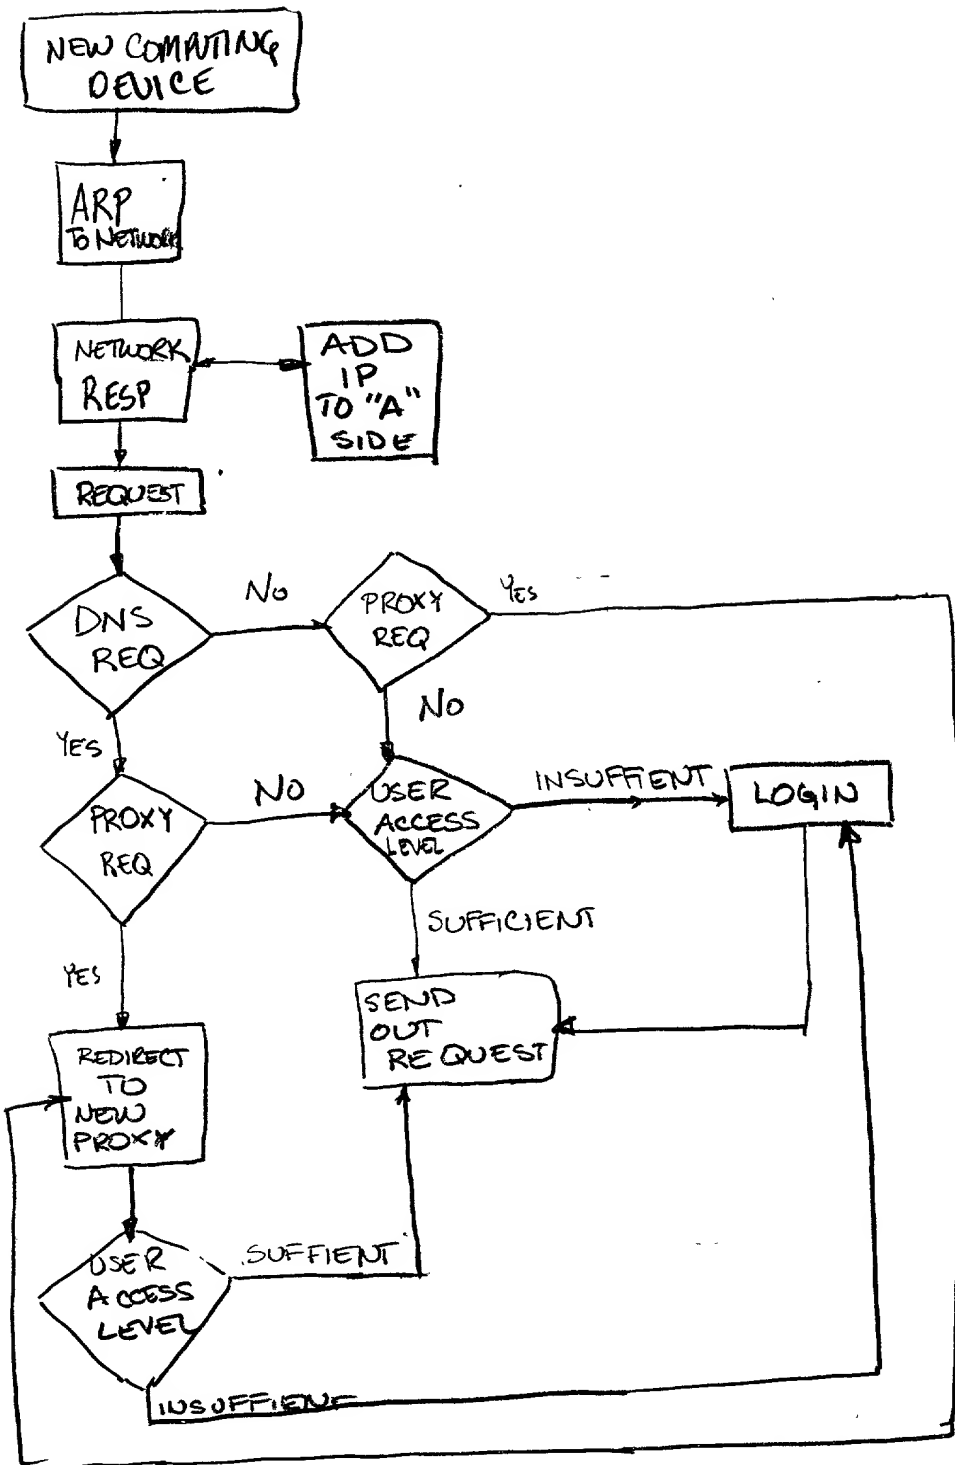 NEW COMPUTING
DEVICE
ARP
TO NETWORK
NETWORK
RESP
ADD
IP
TO "A"
SIDE
REQUEST
DNS
REQ
NO
PROXY
REQ
YES
NO
YES
PROXY
REQ
NO
USER
ACCESS
LEVEL
INSUFFIENT
LOGIN
SUFFICIENT
YES
SEND
OUT
REQUEST
REDIRECT
TO
NEW
PROXY
USER
ACCESS
LEVEL
SUFFIENT
INSUFFIENT